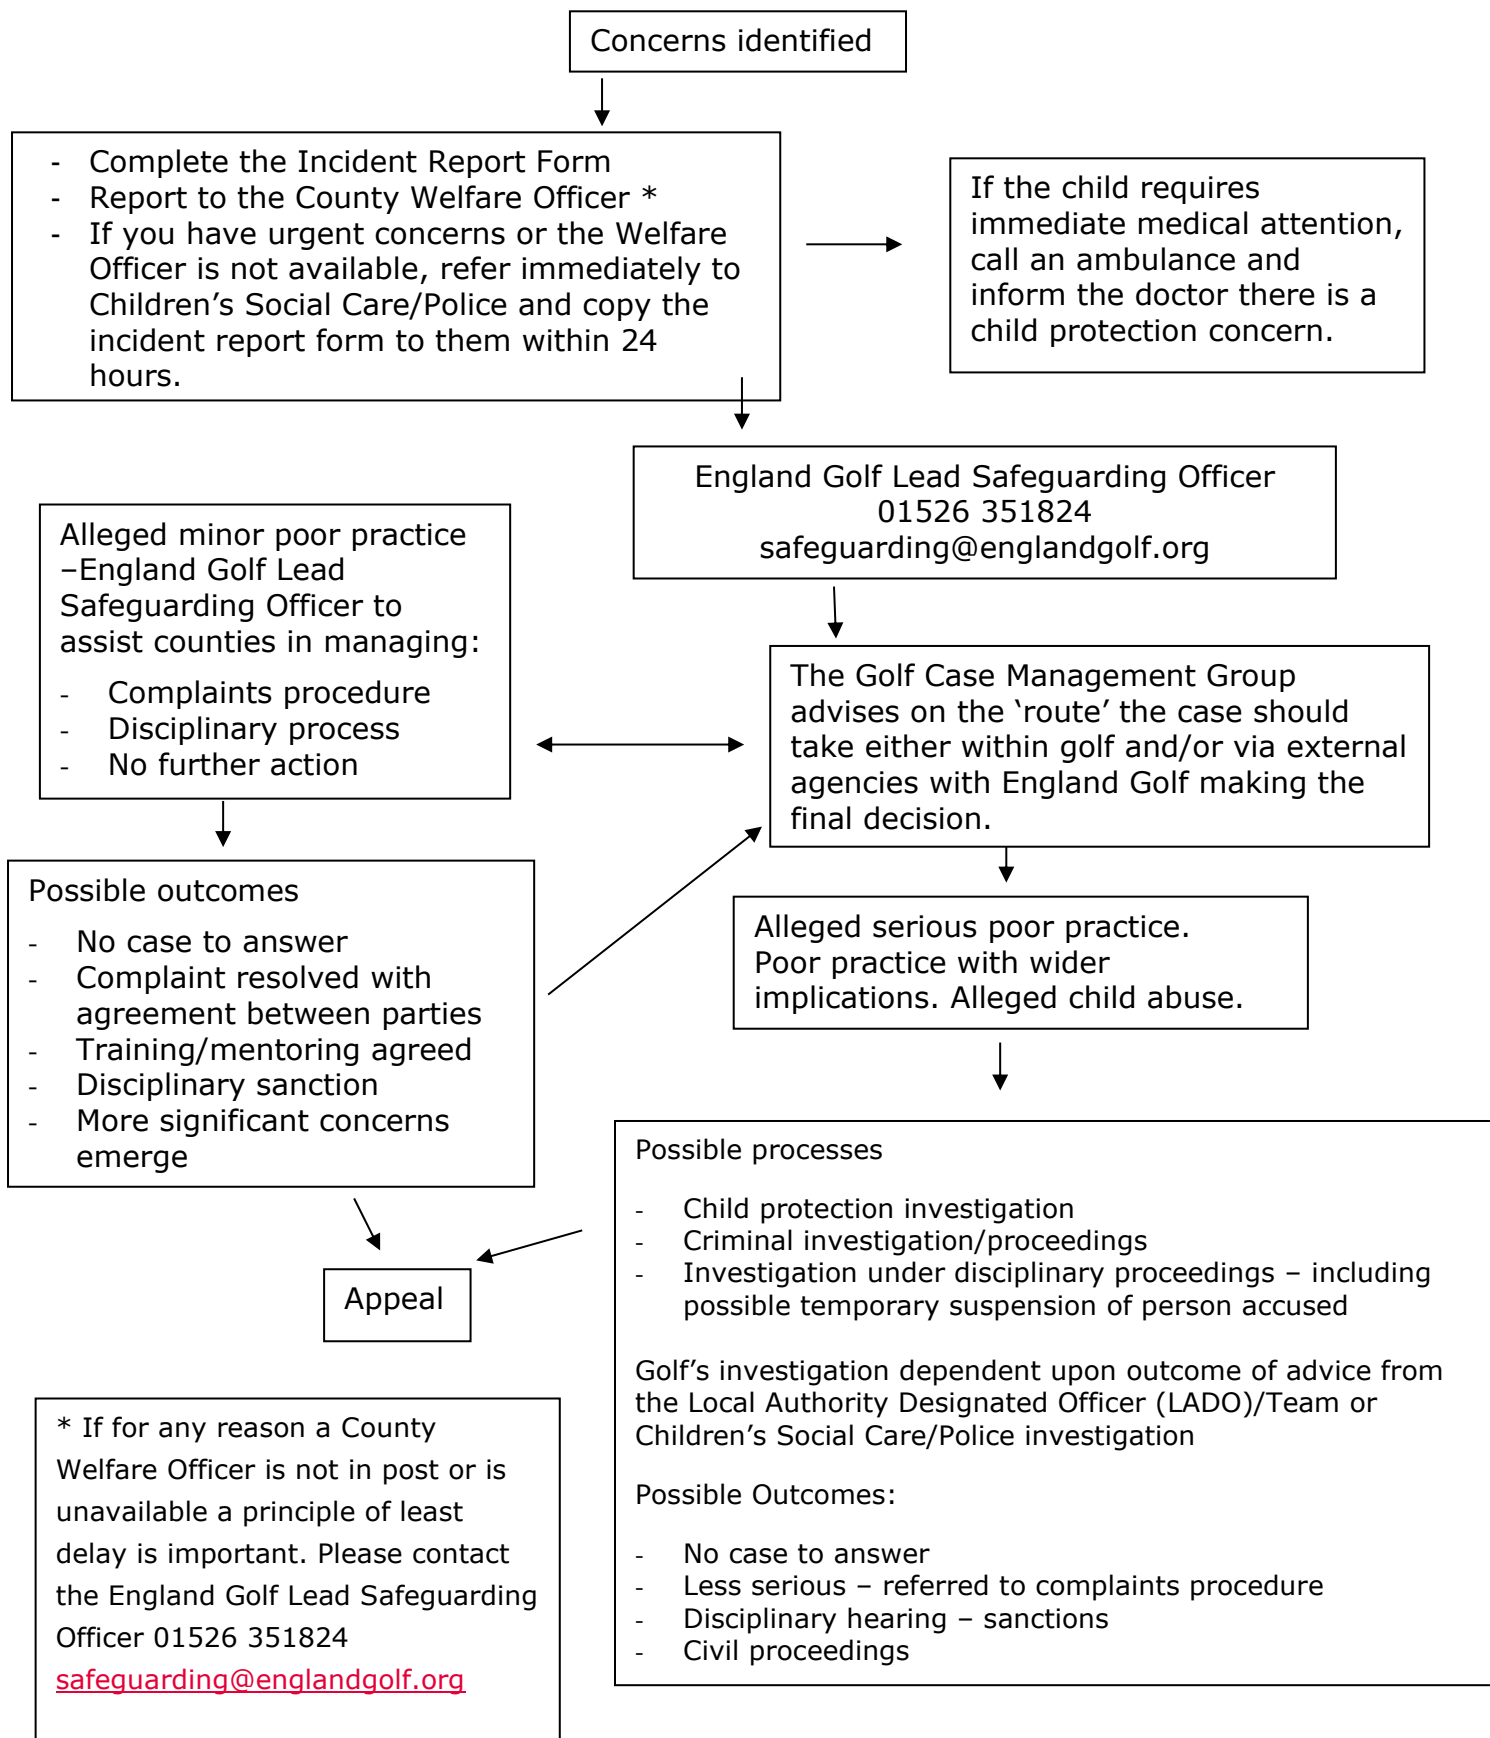 Concerns identified
- Complete the Incident Report Form
- Report to the County Welfare Officer *
- If you have urgent concerns or the Welfare
Officer is not available, refer immediately to
Children’s Social Care/Police and copy the
incident report form to them within 24
hours.
If the child requires
immediate medical attention,
call an ambulance and
inform the doctor there is a
child protection concern.
England Golf Lead Safeguarding Officer
01526 351824
safeguarding@englandgolf.org
Alleged minor poor practice
–England Golf Lead
Safeguarding Officer to
assist counties in managing:
- Complaints procedure
- Disciplinary process
- No further action
The Golf Case Management Group
advises on the ‘route’ the case should
take either within golf and/or via external
agencies with England Golf making the
final decision.
Possible outcomes
- No case to answer
- Complaint resolved with
agreement between parties
- Training/mentoring agreed
- Disciplinary sanction
- More significant concerns
emerge
Alleged serious poor practice.
Poor practice with wider
implications. Alleged child abuse.
Possible processes
- Child protection investigation
- Criminal investigation/proceedings
- Investigation under disciplinary proceedings – including
possible temporary suspension of person accused
Golf’s investigation dependent upon outcome of advice from
the Local Authority Designated Officer (LADO)/Team or
Children’s Social Care/Police investigation
Possible Outcomes:
- No case to answer
- Less serious – referred to complaints procedure
- Disciplinary hearing – sanctions
- Civil proceedings
Appeal
* If for any reason a County
Welfare Officer is not in post or is
unavailable a principle of least
delay is important. Please contact
the England Golf Lead Safeguarding
Officer 01526 351824
safeguarding@englandgolf.org